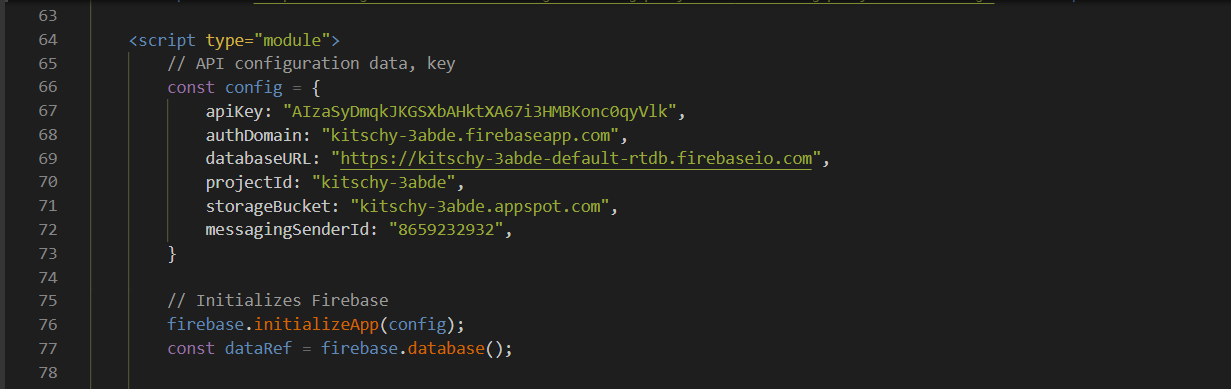 63
64 <script type="module">
65 // API configuration data, key
66 const config = {
67 apiKey: "AIzaSyDmqkJKGSXbAHktXA67i3HMBKonc0qyVlk",
68 authDomain: "kitschy-3abde.firebaseapp.com",
69 databaseURL: "https://kitschy-3abde-default-rtdb.firebaseio.com",
70 projectId: "kitschy-3abde",
71 storageBucket: "kitschy-3abde.appspot.com",
72 messagingSenderId: "8659232932",
73 }
74
75 // Initializes Firebase
76 firebase.initializeApp(config);
77 const dataRef = firebase.database();
78